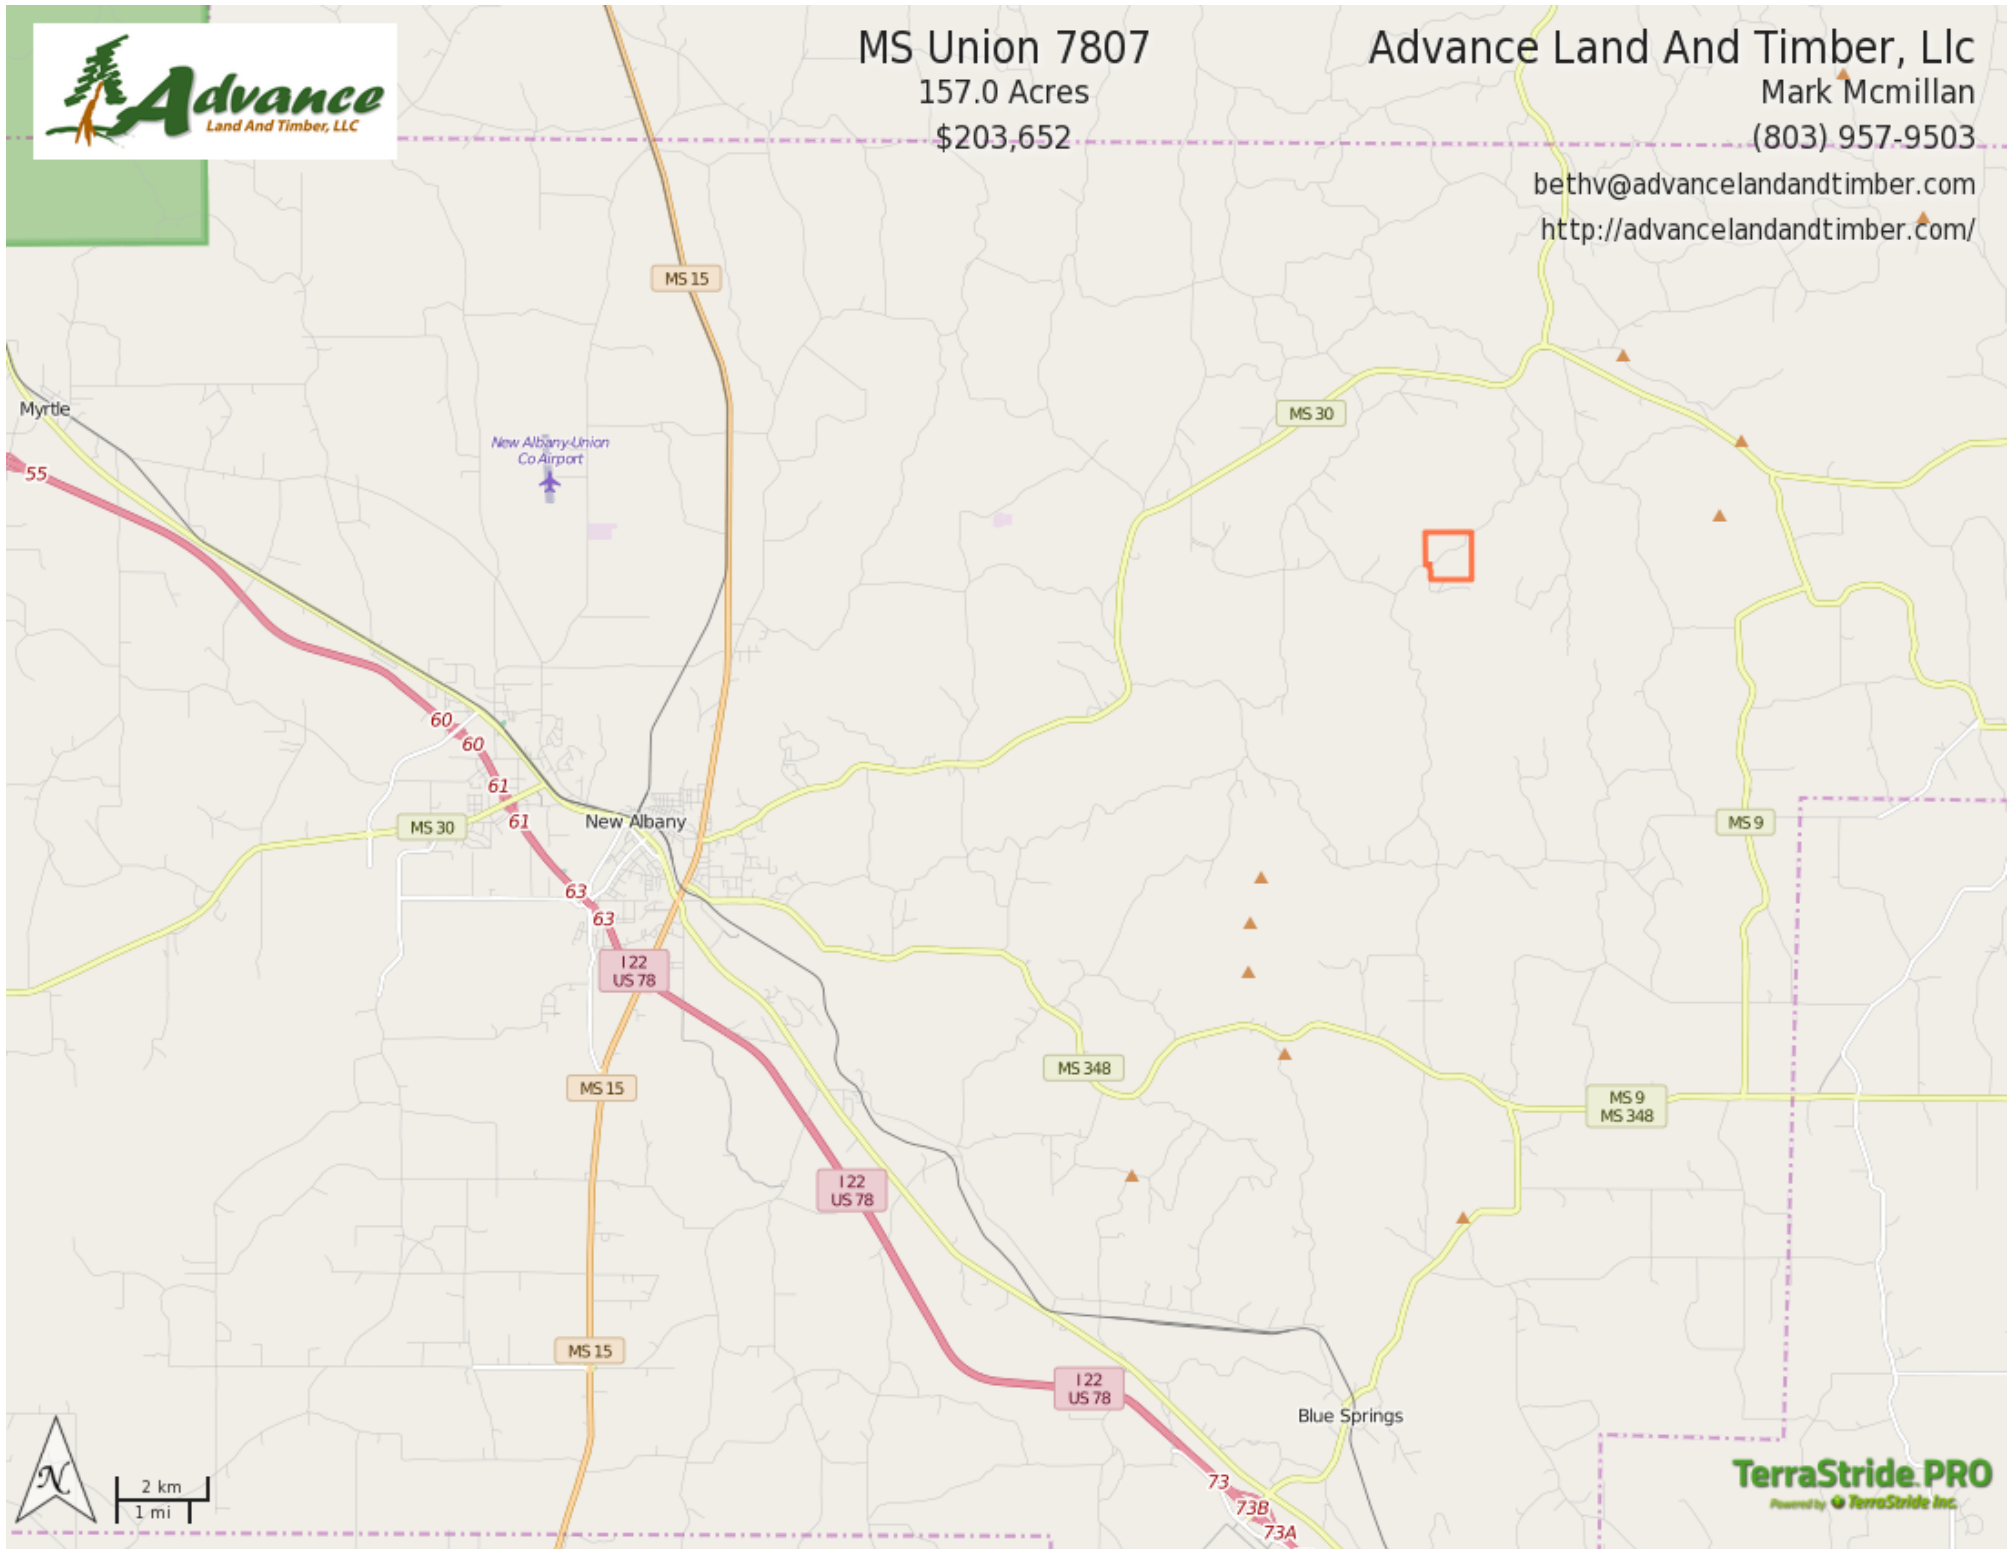 Advance
Land And Timber, LLC
MS Union 7807
157.0 Acres
$203,652
Advance Land And Timber, Llc
Mark Mcmillan
(803) 957-9503
bethv@advancelandandtimber.com
http://advancelandandtimber.com/
MS 15
Myrtle
New Albany-Union
Co Airport
MS 30
55
60
60
61
61
New Albany
MS 30
MS 9
63
63
I 22
US 78
MS 348
MS 15
MS 9
MS 348
I 22
US 78
MS 15
I 22
US 78
Blue Springs
73
73B
73A
N
2 km
1 mi
TerraStride PRO
Powered by TerraStride Inc.